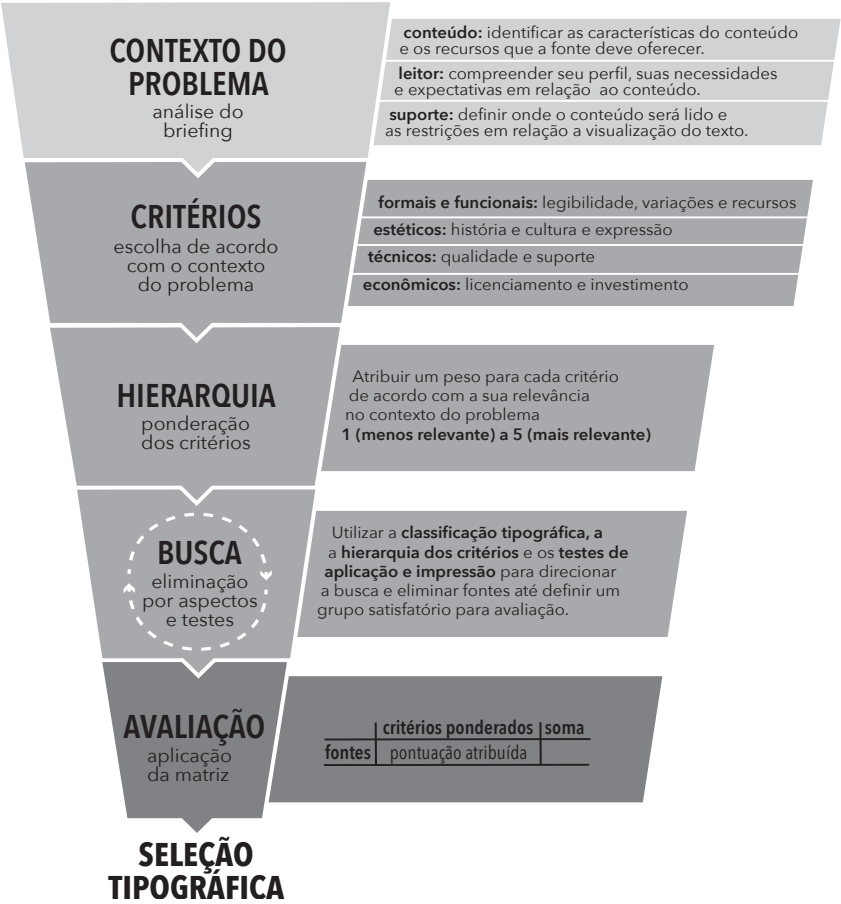 CONTEXTO DO
PROBLEMA
análise do
briefing
conteúdo: identificar as características do conteúdo
e os recursos que a fonte deve oferecer.
leitor: compreender seu perfil, suas necessidades
e expectativas em relação ao conteúdo.
suporte: definir onde o conteúdo será lido e
as restrições em relação a visualização do texto.
CRITÉRIOS
escolha de acordo
com o contexto
do problema
formais e funcionais: legibilidade, variações e recursos
estéticos: história e cultura e expressão
técnicos: qualidade e suporte
econômicos: licenciamento e investimento
HIERARQUIA
ponderação
dos critérios
Atribuir um peso para cada critério
de acordo com a sua relevância
no contexto do problema
1 (menos relevante) a 5 (mais relevante)
BUSCA
eliminação
por aspectos
e testes
Utilizar a classificação tipográfica, a
a hierarquia dos critérios e os testes de
aplicação e impressão para direcionar
a busca e eliminar fontes até definir um
grupo satisfatório para avaliação.
AVALIAÇÃO
aplicação
da matriz
critérios ponderados soma
fontes pontuação atribuída
SELEÇÃO
TIPOGRÁFICA